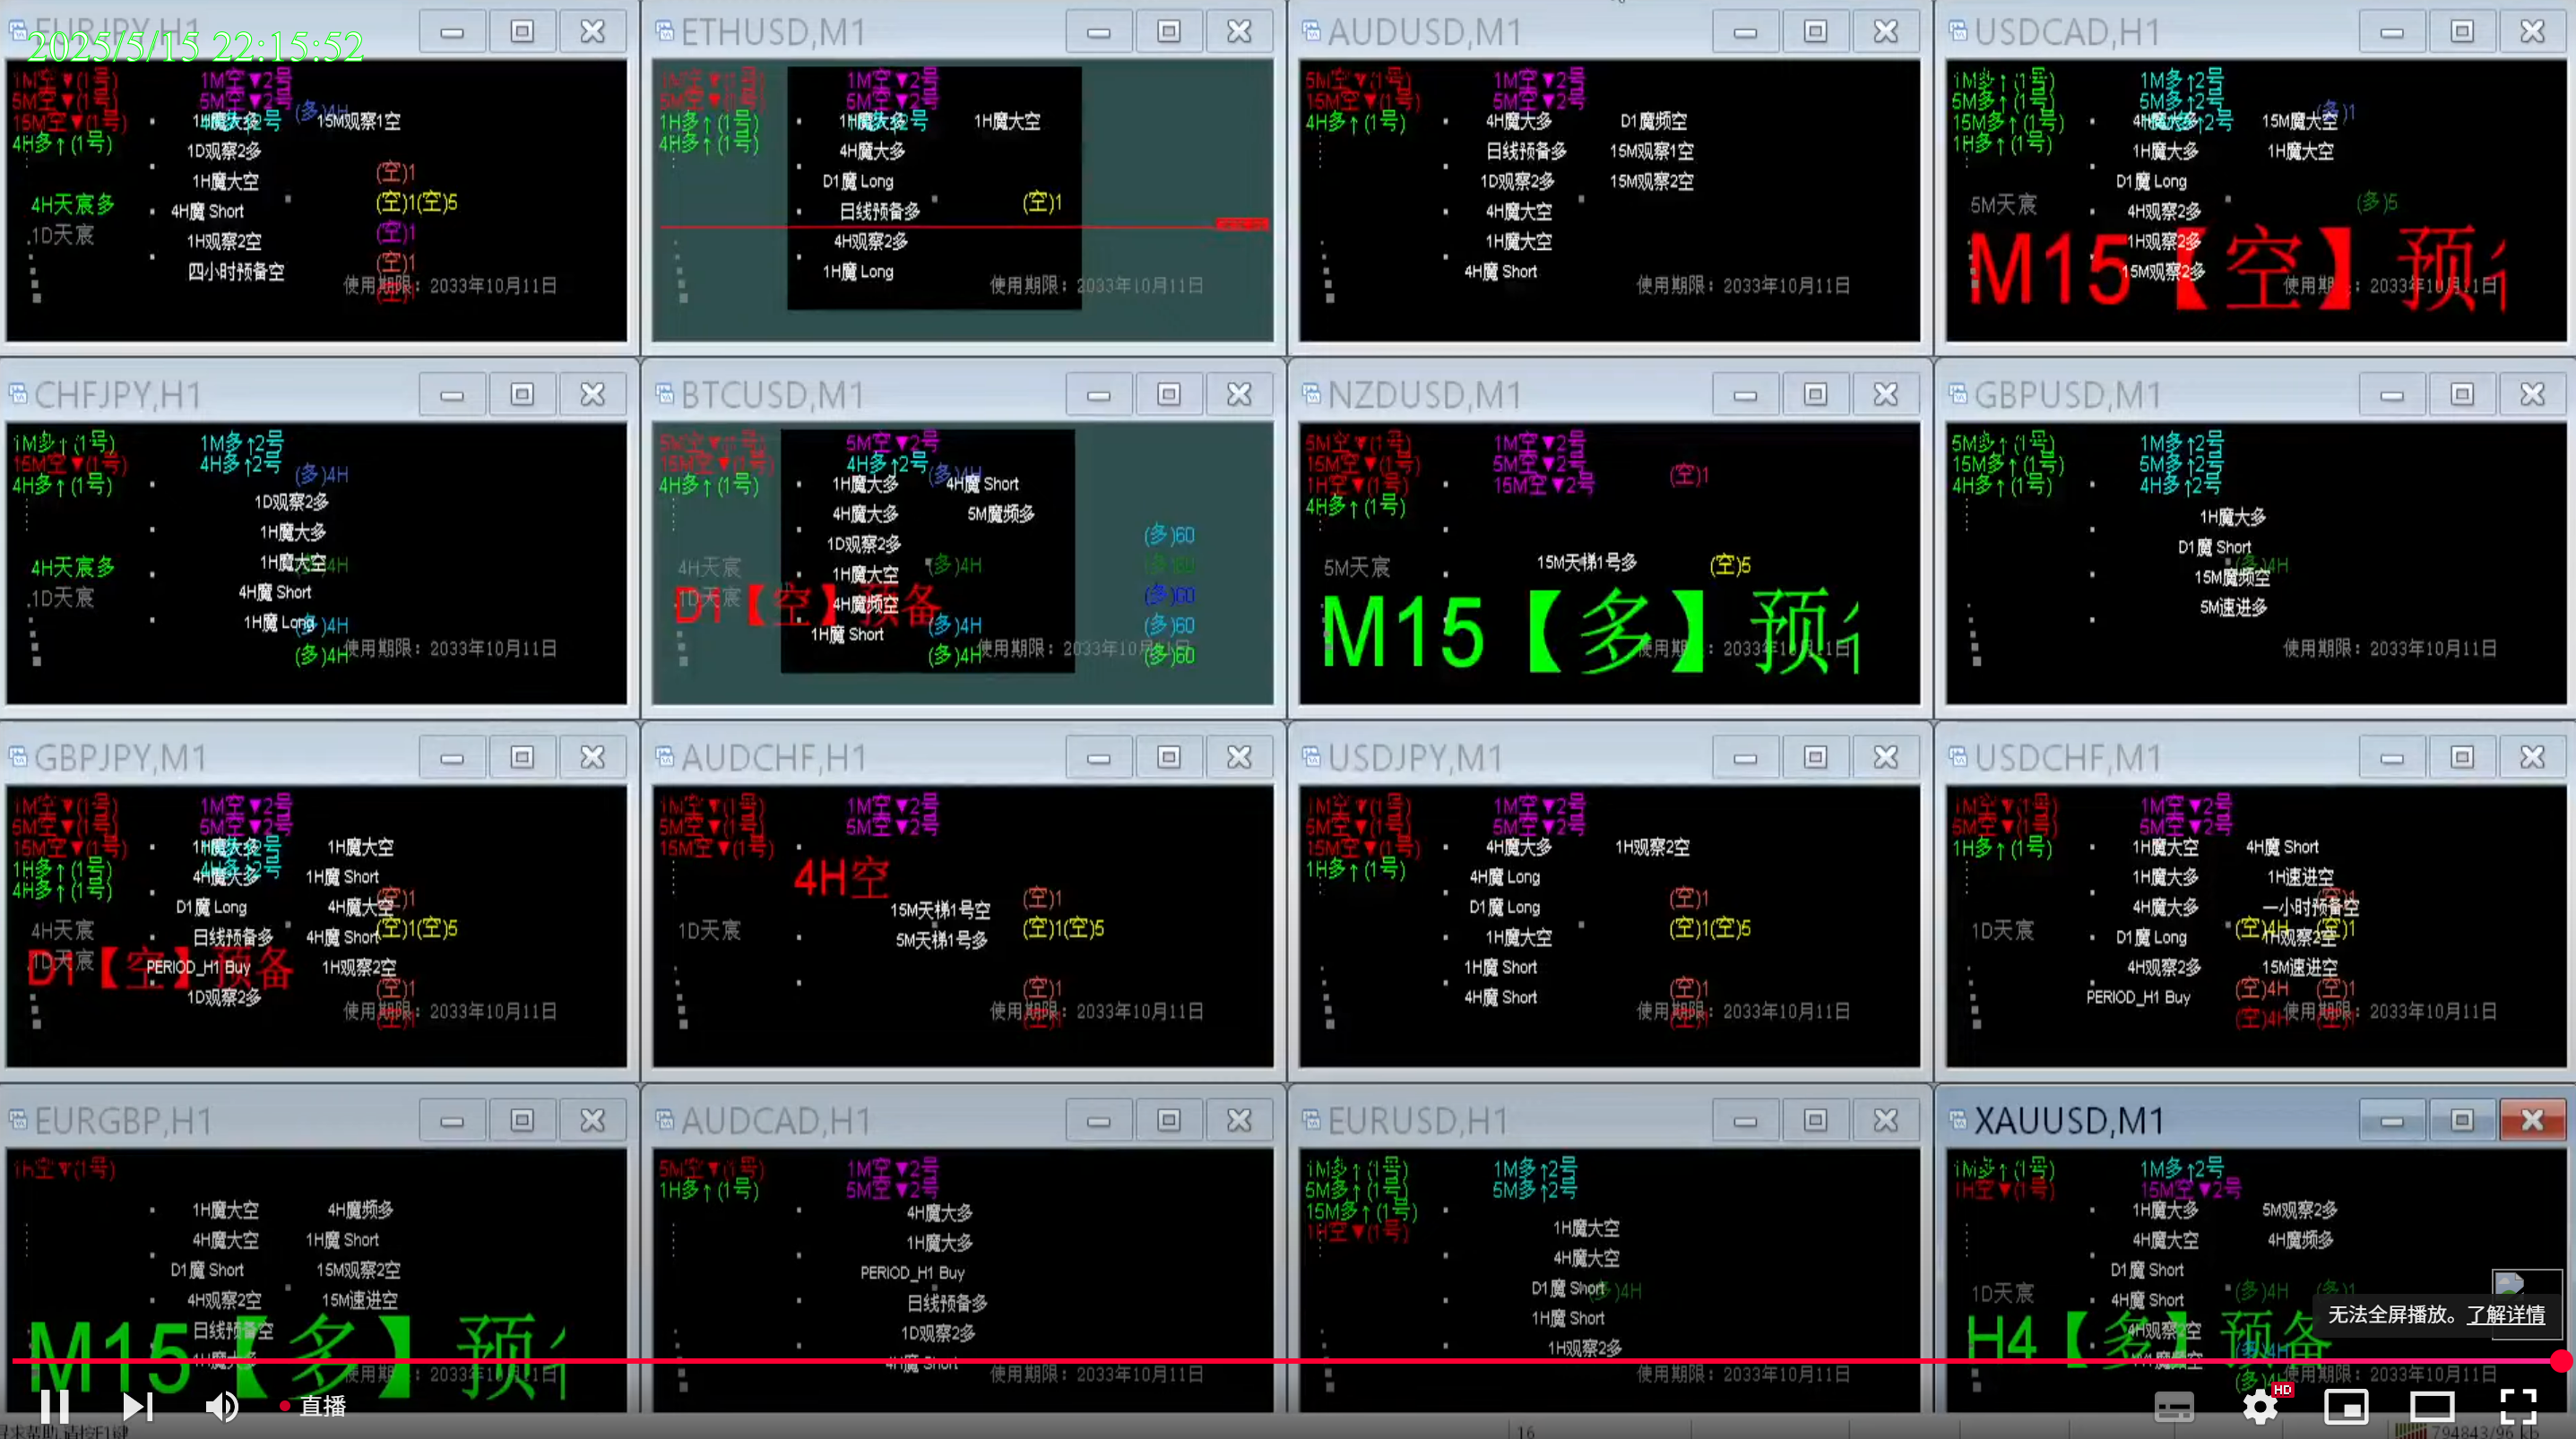 EURJPY,H1
2025/5/15 22:15:52
1M空▼(1号)
5M空▼(1号)
15M空▼(1号)
4H多↑(1号)
1M空▼2号
5M空▼2号
(多)4H
1H魔大多
15M观察1空
1D观察2多
1H魔大空
4H魔 Short
1H观察2空
四小时预备空
4H天宸多
1D天宸
(空)1
(空)1(空)5
(空)1
(空)1
使用期限：2033年10月11日
ETHUSD,M1
1M空▼(1号)
5M空▼(1号)
1H多↑(1号)
4H多↑(1号)
1M空▼2号
5M空▼2号
1H魔大多
1H魔大空
4H魔大多
D1魔 Long
日线预备多
4H观察2多
1H魔 Long
(空)1
使用期限：2033年10月11日
AUDUSD,M1
5M空▼(1号)
15M空▼(1号)
4H多↑(1号)
1M空▼2号
5M空▼2号
4H魔大多
D1魔频空
日线预备多
15M观察1空
1D观察2多
15M观察2空
4H魔大空
1H魔大空
4H魔 Short
使用期限：2033年10月11日
USDCAD,H1
1M多↑(1号)
5M多↑(1号)
15M多↑(1号)
1H多↑(1号)
1M多↑2号
5M多↑2号
(多)1
4H魔大空
15M魔大空
1H魔大多
1H魔大空
D1魔 Long
4H观察2多
1H观察2多
15M观察2多
5M天宸
(多)5
M15【空】预
使用期限：2033年10月11日
CHFJPY,H1
1M多↑(1号)
15M空▼(1号)
4H多↑(1号)
1M多↑2号
4H多↑2号
(多)4H
1D观察2多
1H魔大多
1H魔大空
4H魔 Short
1H魔 Long
4H天宸多
1D天宸
(多)4H
(多)4H
使用期限：2033年10月11日
BTCUSD,M1
5M空▼(1号)
15M空▼(1号)
4H多↑(1号)
5M空▼2号
4H多↑2号
(多)4H
1H魔大多
4H魔 Short
4H魔大多
5M魔频多
1D观察2多
1H魔大空
4H魔频空
1H魔 Short
4H天宸
1D天宸
D1【空】预备
(多)4H
(多)4H
(多)4H
(多)60
(多)60
(多)60
(多)60
(多)60
使用期限：2033年10月11日
NZDUSD,M1
5M空▼(1号)
15M空▼(1号)
1H空▼(1号)
4H多↑(1号)
1M空▼2号
5M空▼2号
15M空▼2号
(空)1
15M天梯1号多
(空)5
5M天宸
M15【多】预
使用期限：2033年10月11日
GBPUSD,M1
5M多↑(1号)
15M多↑(1号)
4H多↑(1号)
1M多↑2号
5M多↑2号
4H多↑2号
1H魔大多
D1魔 Short
(多)4H
15M魔频空
5M速进多
使用期限：2033年10月11日
GBPJPY,M1
1M空▼(1号)
5M空▼(1号)
15M空▼(1号)
1H多↑(1号)
4H多↑(1号)
1M空▼2号
5M空▼2号
1H魔大多
1H魔大空
4H魔大多
1H魔 Short
D1魔 Long
4H魔大空
日线预备多
4H魔 Short
PERIOD_H1 Buy
1H观察2空
1D观察2多
4H天宸
1D天宸
D1【空】预备
(空)1
(空)1(空)5
(空)1
(空)1
使用期限：2033年10月11日
AUDCHF,H1
1M空▼(1号)
5M空▼(1号)
15M空▼(1号)
1M空▼2号
5M空▼2号
4H空
15M天梯1号空
5M天梯1号多
1D天宸
(空)1
(空)1(空)5
(空)1
(空)1
使用期限：2033年10月11日
USDJPY,M1
1M空▼(1号)
5M空▼(1号)
15M空▼(1号)
1H多↑(1号)
1M空▼2号
5M空▼2号
4H魔大多
1H观察2空
4H魔 Long
D1魔 Long
1H魔大空
1H魔 Short
4H魔 Short
(空)1
(空)1(空)5
(空)1
(空)1
使用期限：2033年10月11日
USDCHF,M1
1M空▼(1号)
5M空▼(1号)
1H多↑(1号)
1M空▼2号
5M空▼2号
1H魔大空
4H魔 Short
1H魔大多
1H速进空
4H魔大多
一小时预备空
D1魔 Long
1H观察2空
4H观察2多
15M速进空
PERIOD_H1 Buy
1D天宸
(空)1
(空)4H
(空)1
(空)4H
(空)1
(空)4H
(空)1
使用期限：2033年10月11日
EURGBP,H1
1H空▼(1号)
1H魔大空
4H魔频多
4H魔大空
1H魔 Short
D1魔 Short
15M观察2空
4H观察2空
15M速进空
日线预备空
M15【多】预
使用期限：2033年10月11日
AUDCAD,H1
5M空▼(1号)
1H多↑(1号)
1M空▼2号
5M空▼2号
4H魔大多
1H魔大多
PERIOD_H1 Buy
日线预备多
1D观察2多
4H魔 Short
使用期限：2033年10月11日
EURUSD,H1
1M多↑(1号)
5M多↑(1号)
15M多↑(1号)
1H空▼(1号)
1M多↑2号
5M多↑2号
1H魔大空
4H魔大空
D1魔 Short
(多)4H
1H魔 Short
1H观察2多
使用期限：2033年10月11日
XAUUSD,M1
1M多↑(1号)
1H空▼(1号)
1M多↑2号
15M空▼2号
1H魔大多
5M观察2多
4H魔大空
4H魔频多
D1魔 Short
4H魔 Short
4H观察2空
1D天宸
(多)4H
(多)1
H4【多】预备
(多)4H
使用期限：2033年10月11日
无法全屏播放。了解详情
直播
HD
16
794843/96 kb